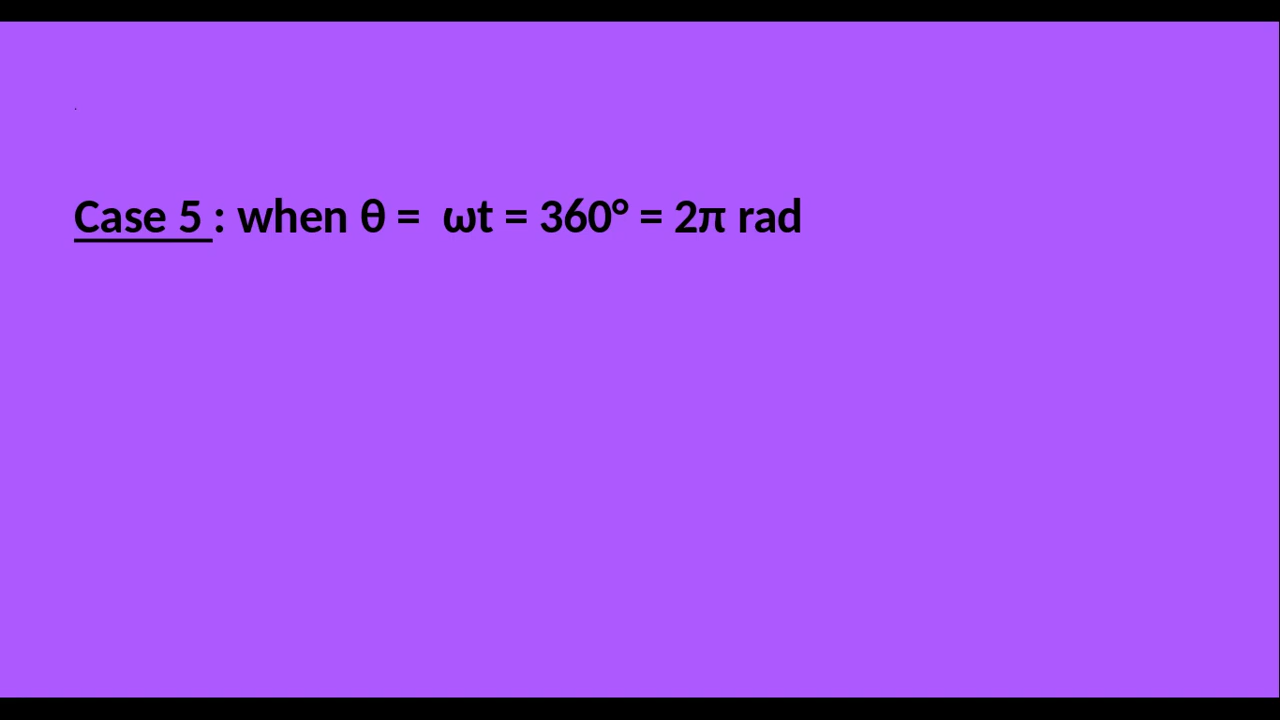 Case 5 : when θ = ωt = 360° = 2π rad